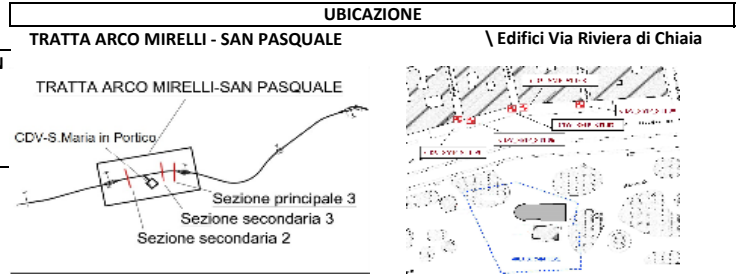 UBICAZIONE
TRATTA ARCO MIRELLI - SAN PASQUALE
\ Edifici Via Riviera di Chiaia
TRATTA ARCO MIRELLI-SAN PASQUALE
CDV-S.Maria in Portico
Sezione principale 3
Sezione secondaria 3
Sezione secondaria 2